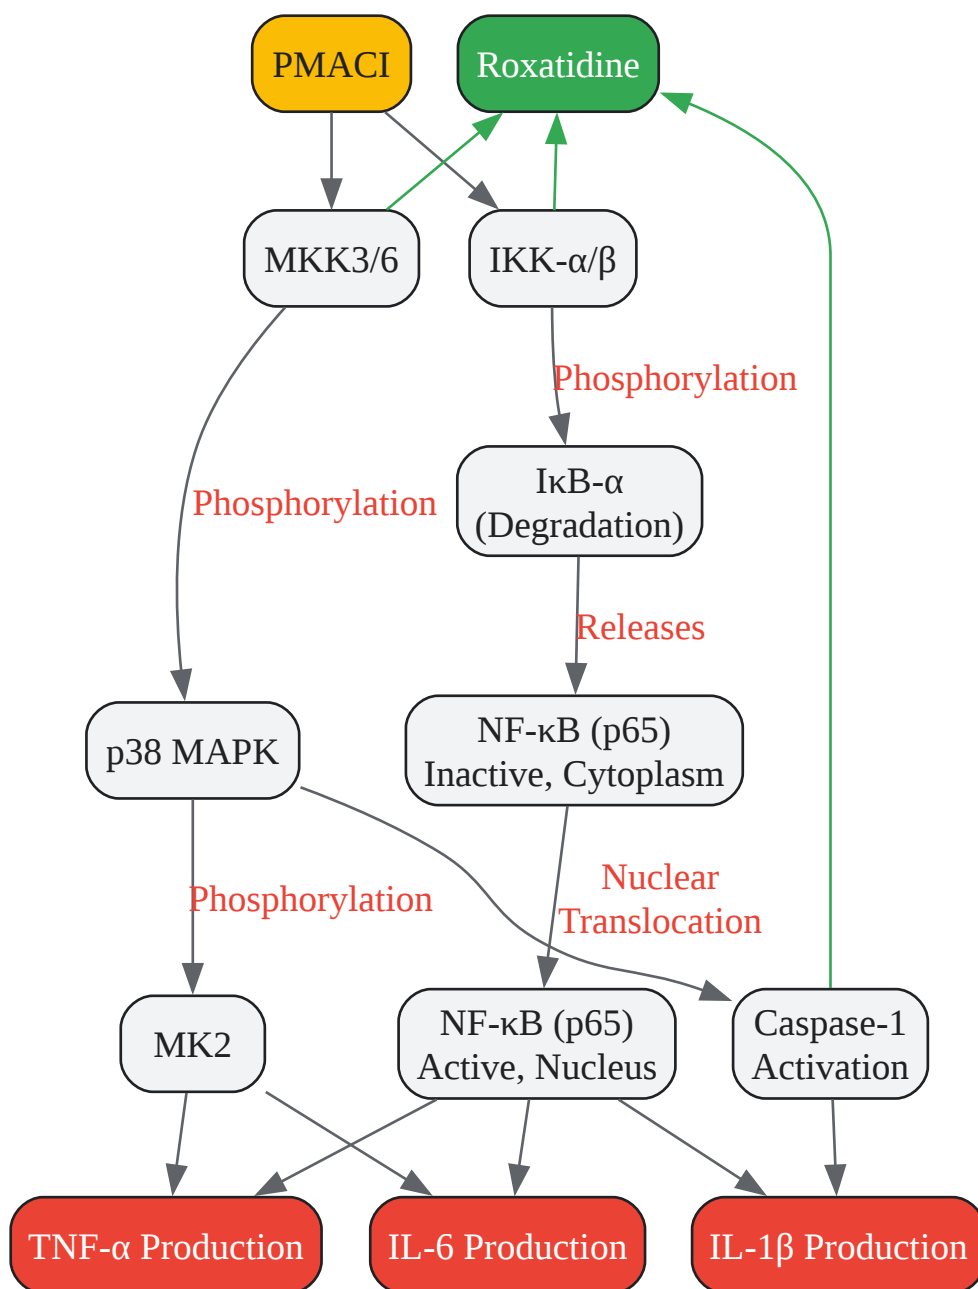 PMACI
Roxatidine
MKK3/6
IKK-α/β
Phosphorylation
IκB-α
(Degradation)
Phosphorylation
Releases
NF-κB (p65)
Inactive, Cytoplasm
p38 MAPK
Nuclear
Translocation
Phosphorylation
MK2
NF-κB (p65)
Active, Nucleus
Caspase-1
Activation
TNF-α Production
IL-6 Production
IL-1β Production